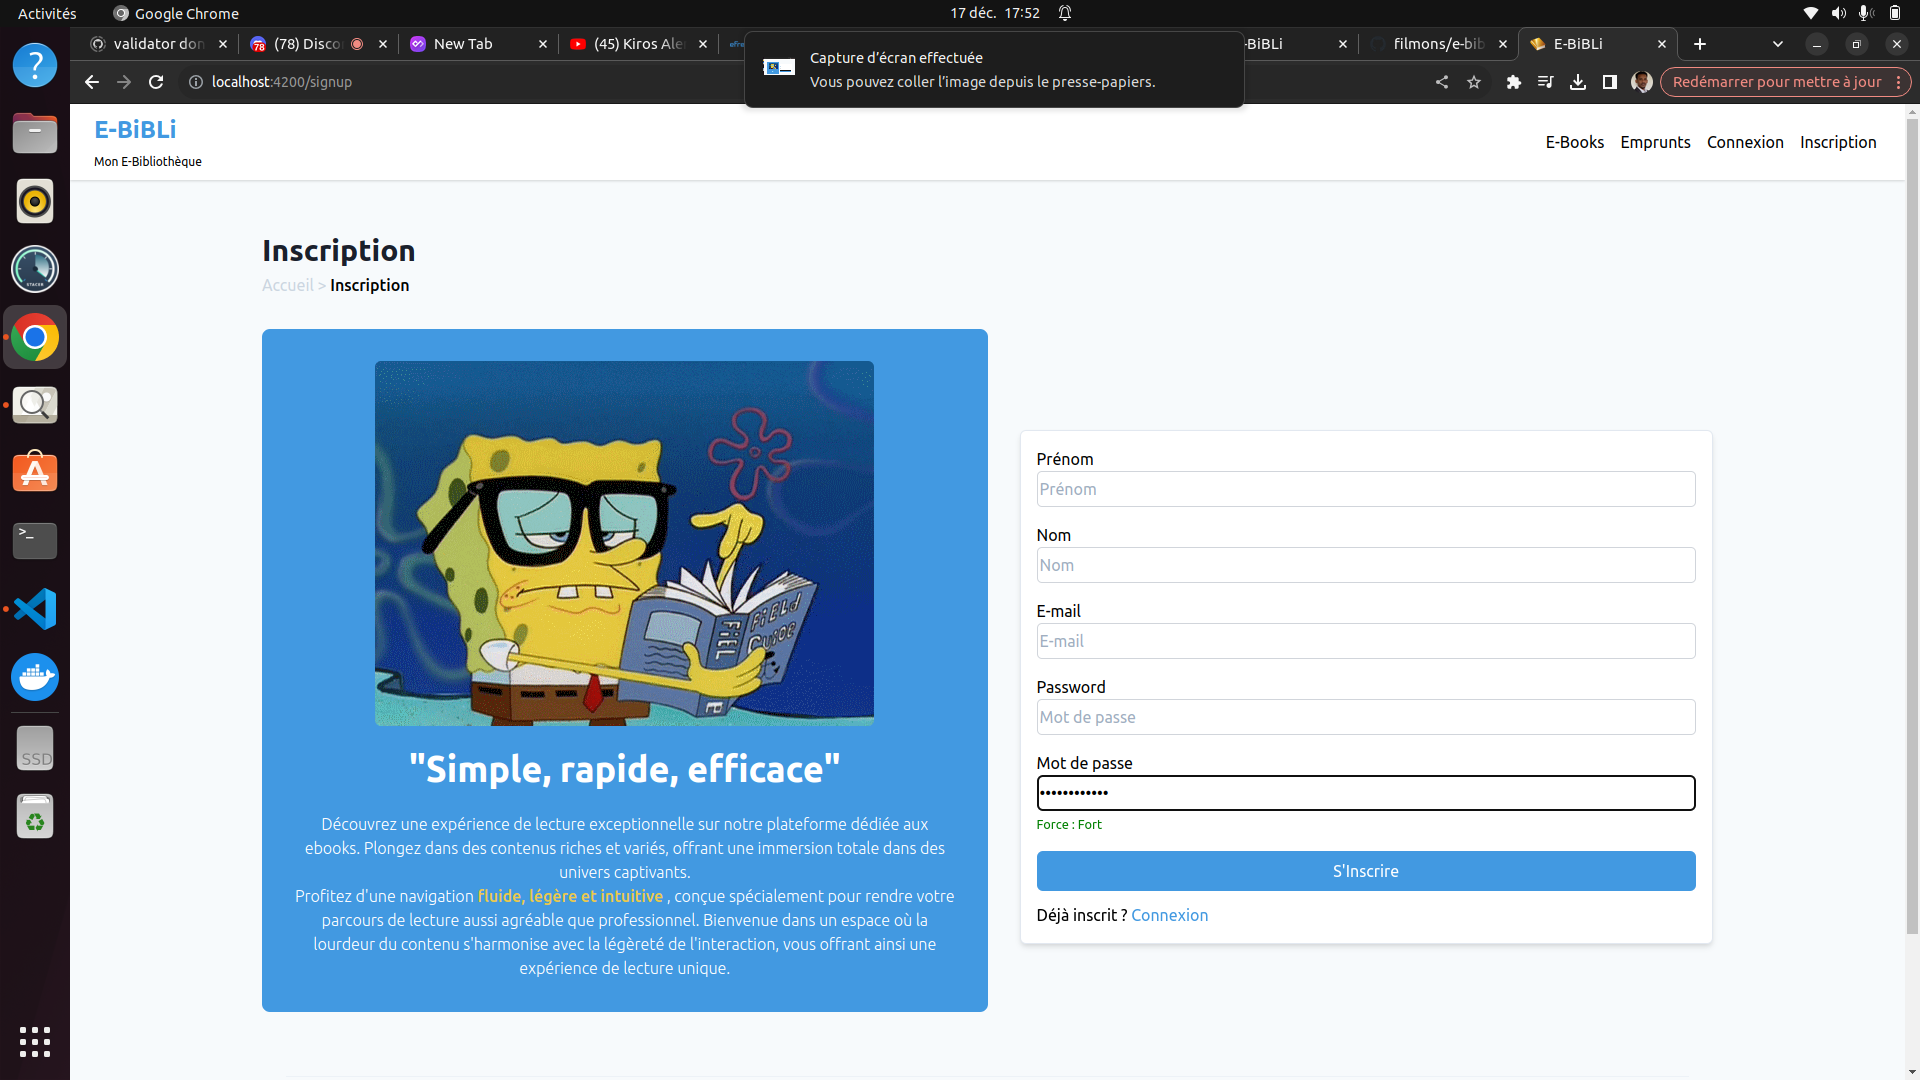 Activités
Google Chrome
17 déc. 17:52
validator don
(78) Disco
New Tab
(45) Kiros Ale
-BiBLi
filmons/e-bib
E-BiBLi
localhost:4200/signup
Capture d'écran effectuée
Vous pouvez coller l'image depuis le presse-papiers.
Redémarrer pour mettre à jour
E-BiBLi
Mon E-Bibliothèque
E-Books
Emprunts
Connexion
Inscription
Inscription
Accueil > Inscription
FiELd
GuiDE
FiEL
"Simple, rapide, efficace"
Découvrez une expérience de lecture exceptionnelle sur notre plateforme dédiée aux
ebooks. Plongez dans des contenus riches et variés, offrant une immersion totale dans des
univers captivants.
Profitez d'une navigation fluide, légère et intuitive , conçue spécialement pour rendre votre
parcours de lecture aussi agréable que professionnel. Bienvenue dans un espace où la
lourdeur du contenu s'harmonise avec la légèreté de l'interaction, vous offrant ainsi une
expérience de lecture unique.
Prénom
Prénom
Nom
Nom
E-mail
E-mail
Password
Mot de passe
Mot de passe
••••••••••••
Force : Fort
S'Inscrire
Déjà inscrit ? Connexion
STACER
SSD
78